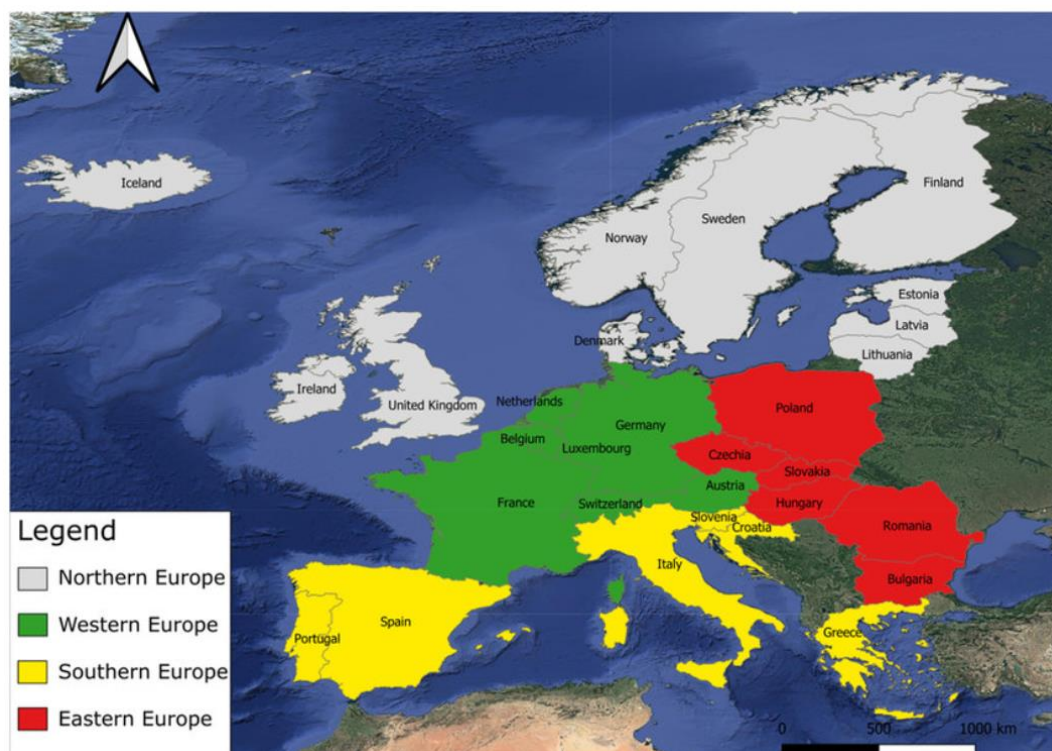 Iceland
Finland
Sweden
Norway
Estonia
Latvia
Denmark
Lithuania
Ireland
United Kingdom
Netherlands
Poland
Germany
Belgium
Luxembourg
Czechia
Slovakia
Austria
France
Switzerland
Hungary
Slovenia
Croatia
Romania
Italy
Bulgaria
Spain
Portugal
Greece
Legend
Northern Europe
Western Europe
Southern Europe
Eastern Europe
0 500 1000 km